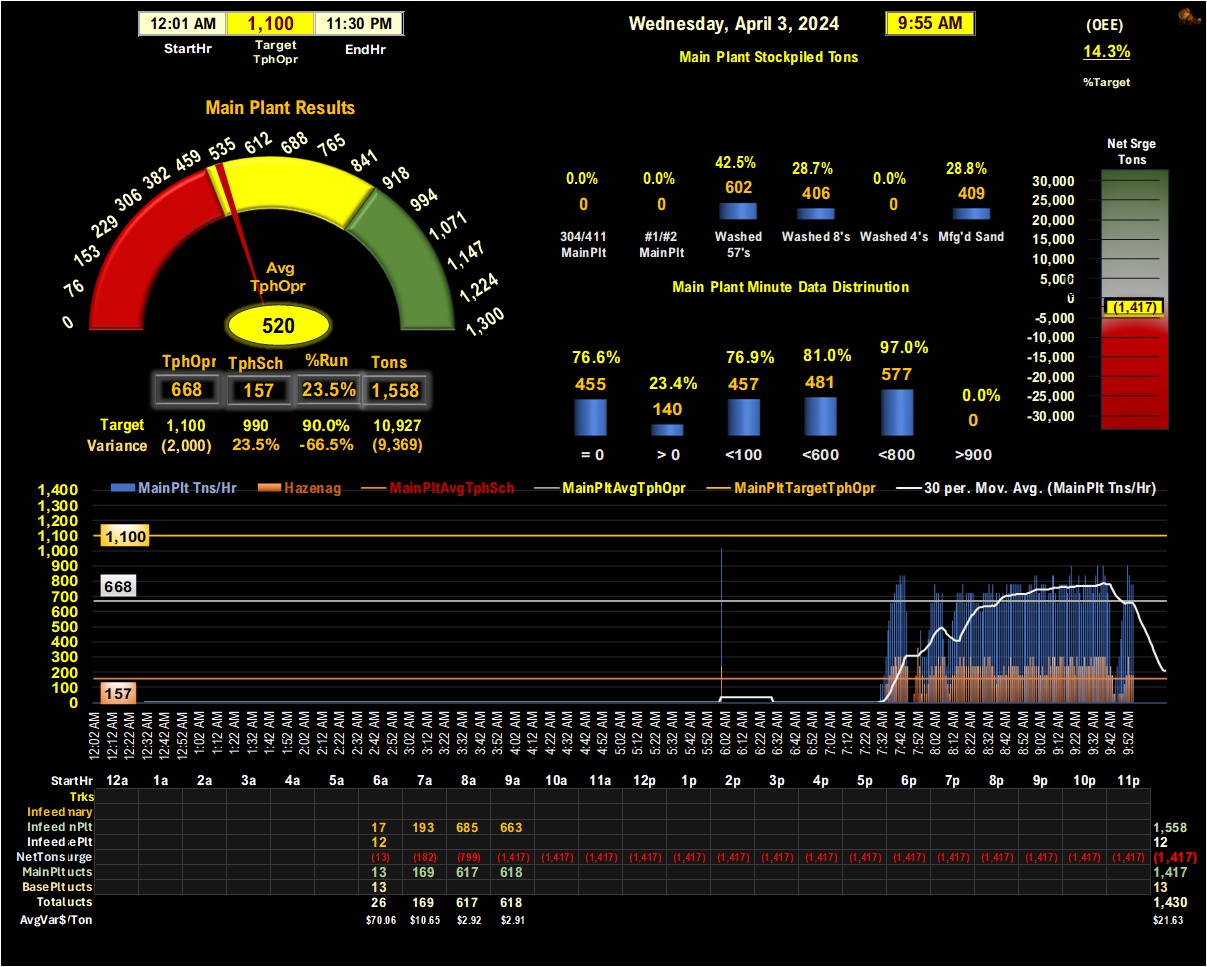 12:01 AM 1,100 11:30 PM
StartHr Target TphOpr EndHr
Wednesday, April 3, 2024 9:55 AM
Main Plant Stockpiled Tons
(OEE)
14.3%
%Target
Main Plant Results
0 76 153 229 306 382 459 535 612 688 765 841 918 994 1,071 1,147 1,224 1,300
Avg
TphOpr
520
TphOpr TphSch %Run Tons
668 157 23.5% 1,558
Target 1,100 990 90.0% 10,927
Variance (2,000) 23.5% -66.5% (9,369)
0.0% 0.0% 42.5% 28.7% 0.0% 28.8%
0 0 602 406 0 409
304/411 MainPlt #1/#2 MainPlt Washed 57's Washed 8's Washed 4's Mfg'd Sand
Main Plant Minute Data Distrinution
76.6% 23.4% 76.9% 81.0% 97.0% 0.0%
455 140 457 481 577 0
= 0 > 0 <100 <600 <800 >900
Net Srge
Tons
30,000
25,000
20,000
15,000
10,000
5,000
0
(1,417)
-5,000
-10,000
-15,000
-20,000
-25,000
-30,000
MainPlt Tns/Hr Hazenag MainPltAvgTphSch MainPltAvgTphOpr MainPltTargetTphOpr 30 per. Mov. Avg. (MainPlt Tns/Hr)
1,400
1,300
1,200
1,100
1,000
900
800
700
600
500
400
300
200
100
0
1,100
668
157
12:02 AM 12:12 AM 12:22 AM 12:32 AM 12:42 AM 12:52 AM 1:02 AM 1:12 AM 1:22 AM 1:32 AM 1:42 AM 1:52 AM 2:02 AM 2:12 AM 2:22 AM 2:32 AM 2:42 AM 2:52 AM 3:02 AM 3:12 AM 3:22 AM 3:32 AM 3:42 AM 3:52 AM 4:02 AM 4:12 AM 4:22 AM 4:32 AM 4:42 AM 4:52 AM 5:02 AM 5:12 AM 5:22 AM 5:32 AM 5:42 AM 5:52 AM 6:02 AM 6:12 AM 6:22 AM 6:32 AM 6:42 AM 6:52 AM 7:02 AM 7:12 AM 7:22 AM 7:32 AM 7:42 AM 7:52 AM 8:02 AM 8:12 AM 8:22 AM 8:32 AM 8:42 AM 8:52 AM 9:02 AM 9:12 AM 9:22 AM 9:32 AM 9:42 AM 9:52 AM
StartHr 12a 1a 2a 3a 4a 5a 6a 7a 8a 9a 10a 11a 12p 1p 2p 3p 4p 5p 6p 7p 8p 9p 10p 11p
Trks
Infeed mary
Infeed nPlt 17 193 685 663 1,558
Infeed ePlt 12 12
NetTons urge (13) (182) (799) (1,417) (1,417) (1,417) (1,417) (1,417) (1,417) (1,417) (1,417) (1,417) (1,417) (1,417) (1,417) (1,417) (1,417) (1,417) (1,417)
MainPlt ucts 13 169 617 618 1,417
BasePlt ucts 13 13
Total ucts 26 169 617 618 1,430
AvgVar$/Ton $70.06 $10.65 $2.92 $2.91 $21.63